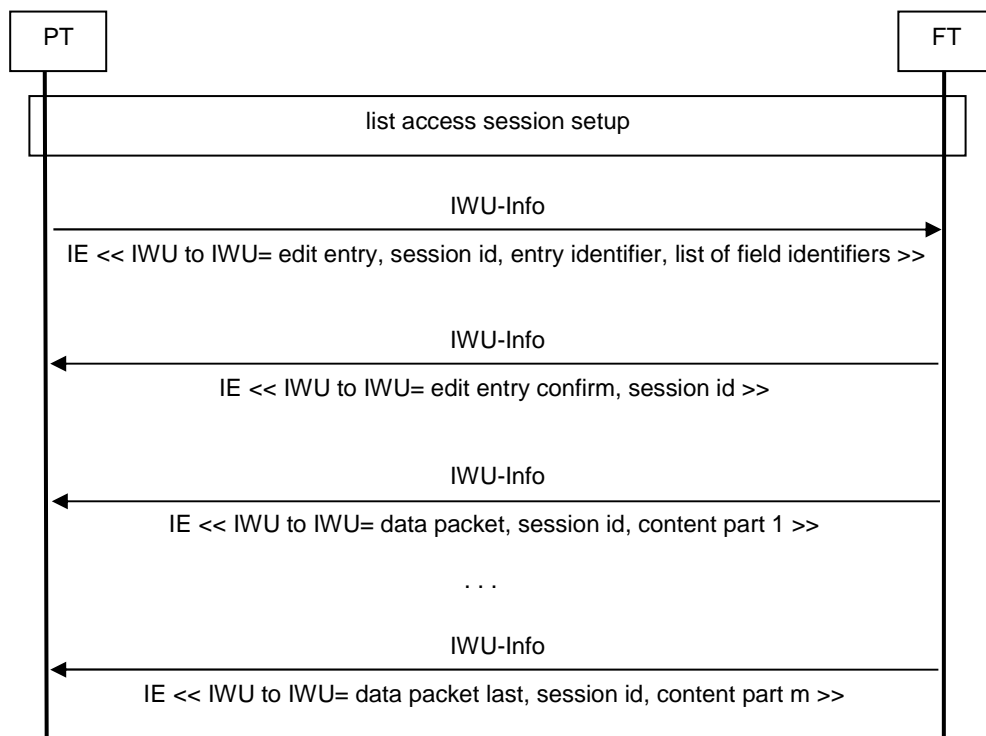 PT FT
list access session setup
IWU-Info
IE << IWU to IWU= edit entry, session id, entry identifier, list of field identifiers >>
IWU-Info
IE << IWU to IWU= edit entry confirm, session id >>
IWU-Info
IE << IWU to IWU= data packet, session id, content part 1 >>
. . .
IWU-Info
IE << IWU to IWU= data packet last, session id, content part m >>